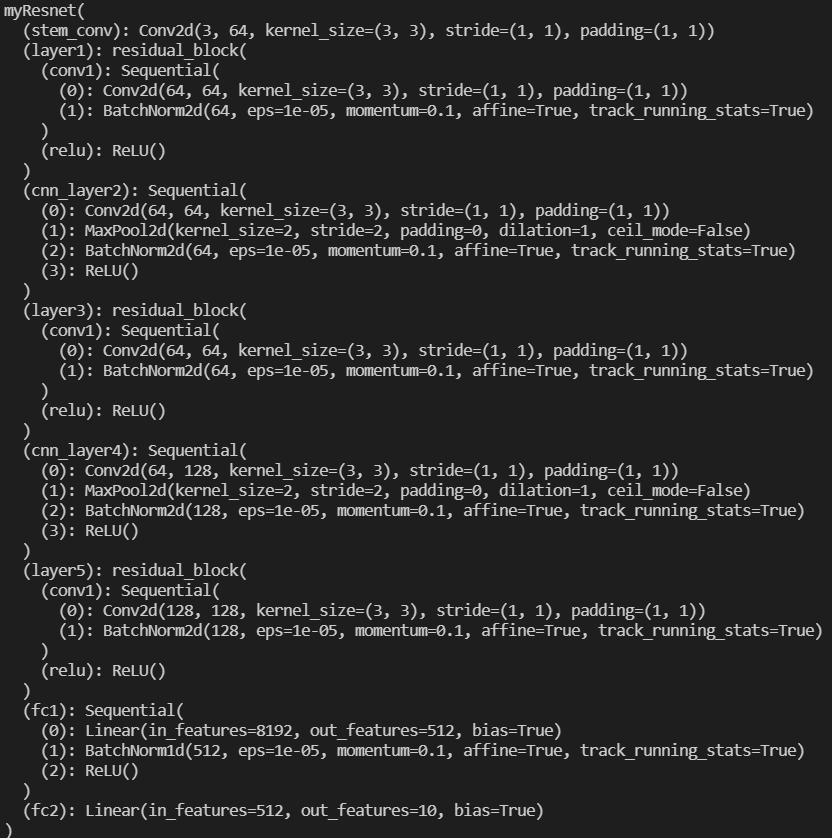 myResnet(
  (stem_conv): Conv2d(3, 64, kernel_size=(3, 3), stride=(1, 1), padding=(1, 1))
  (layer1): residual_block(
    (conv1): Sequential(
      (0): Conv2d(64, 64, kernel_size=(3, 3), stride=(1, 1), padding=(1, 1))
      (1): BatchNorm2d(64, eps=1e-05, momentum=0.1, affine=True, track_running_stats=True)
    )
    (relu): ReLU()
  )
  (cnn_layer2): Sequential(
    (0): Conv2d(64, 64, kernel_size=(3, 3), stride=(1, 1), padding=(1, 1))
    (1): MaxPool2d(kernel_size=2, stride=2, padding=0, dilation=1, ceil_mode=False)
    (2): BatchNorm2d(64, eps=1e-05, momentum=0.1, affine=True, track_running_stats=True)
    (3): ReLU()
  )
  (layer3): residual_block(
    (conv1): Sequential(
      (0): Conv2d(64, 64, kernel_size=(3, 3), stride=(1, 1), padding=(1, 1))
      (1): BatchNorm2d(64, eps=1e-05, momentum=0.1, affine=True, track_running_stats=True)
    )
    (relu): ReLU()
  )
  (cnn_layer4): Sequential(
    (0): Conv2d(64, 128, kernel_size=(3, 3), stride=(1, 1), padding=(1, 1))
    (1): MaxPool2d(kernel_size=2, stride=2, padding=0, dilation=1, ceil_mode=False)
    (2): BatchNorm2d(128, eps=1e-05, momentum=0.1, affine=True, track_running_stats=True)
    (3): ReLU()
  )
  (layer5): residual_block(
    (conv1): Sequential(
      (0): Conv2d(128, 128, kernel_size=(3, 3), stride=(1, 1), padding=(1, 1))
      (1): BatchNorm2d(128, eps=1e-05, momentum=0.1, affine=True, track_running_stats=True)
    )
    (relu): ReLU()
  )
  (fc1): Sequential(
    (0): Linear(in_features=8192, out_features=512, bias=True)
    (1): BatchNorm1d(512, eps=1e-05, momentum=0.1, affine=True, track_running_stats=True)
    (2): ReLU()
  )
  (fc2): Linear(in_features=512, out_features=10, bias=True)
)